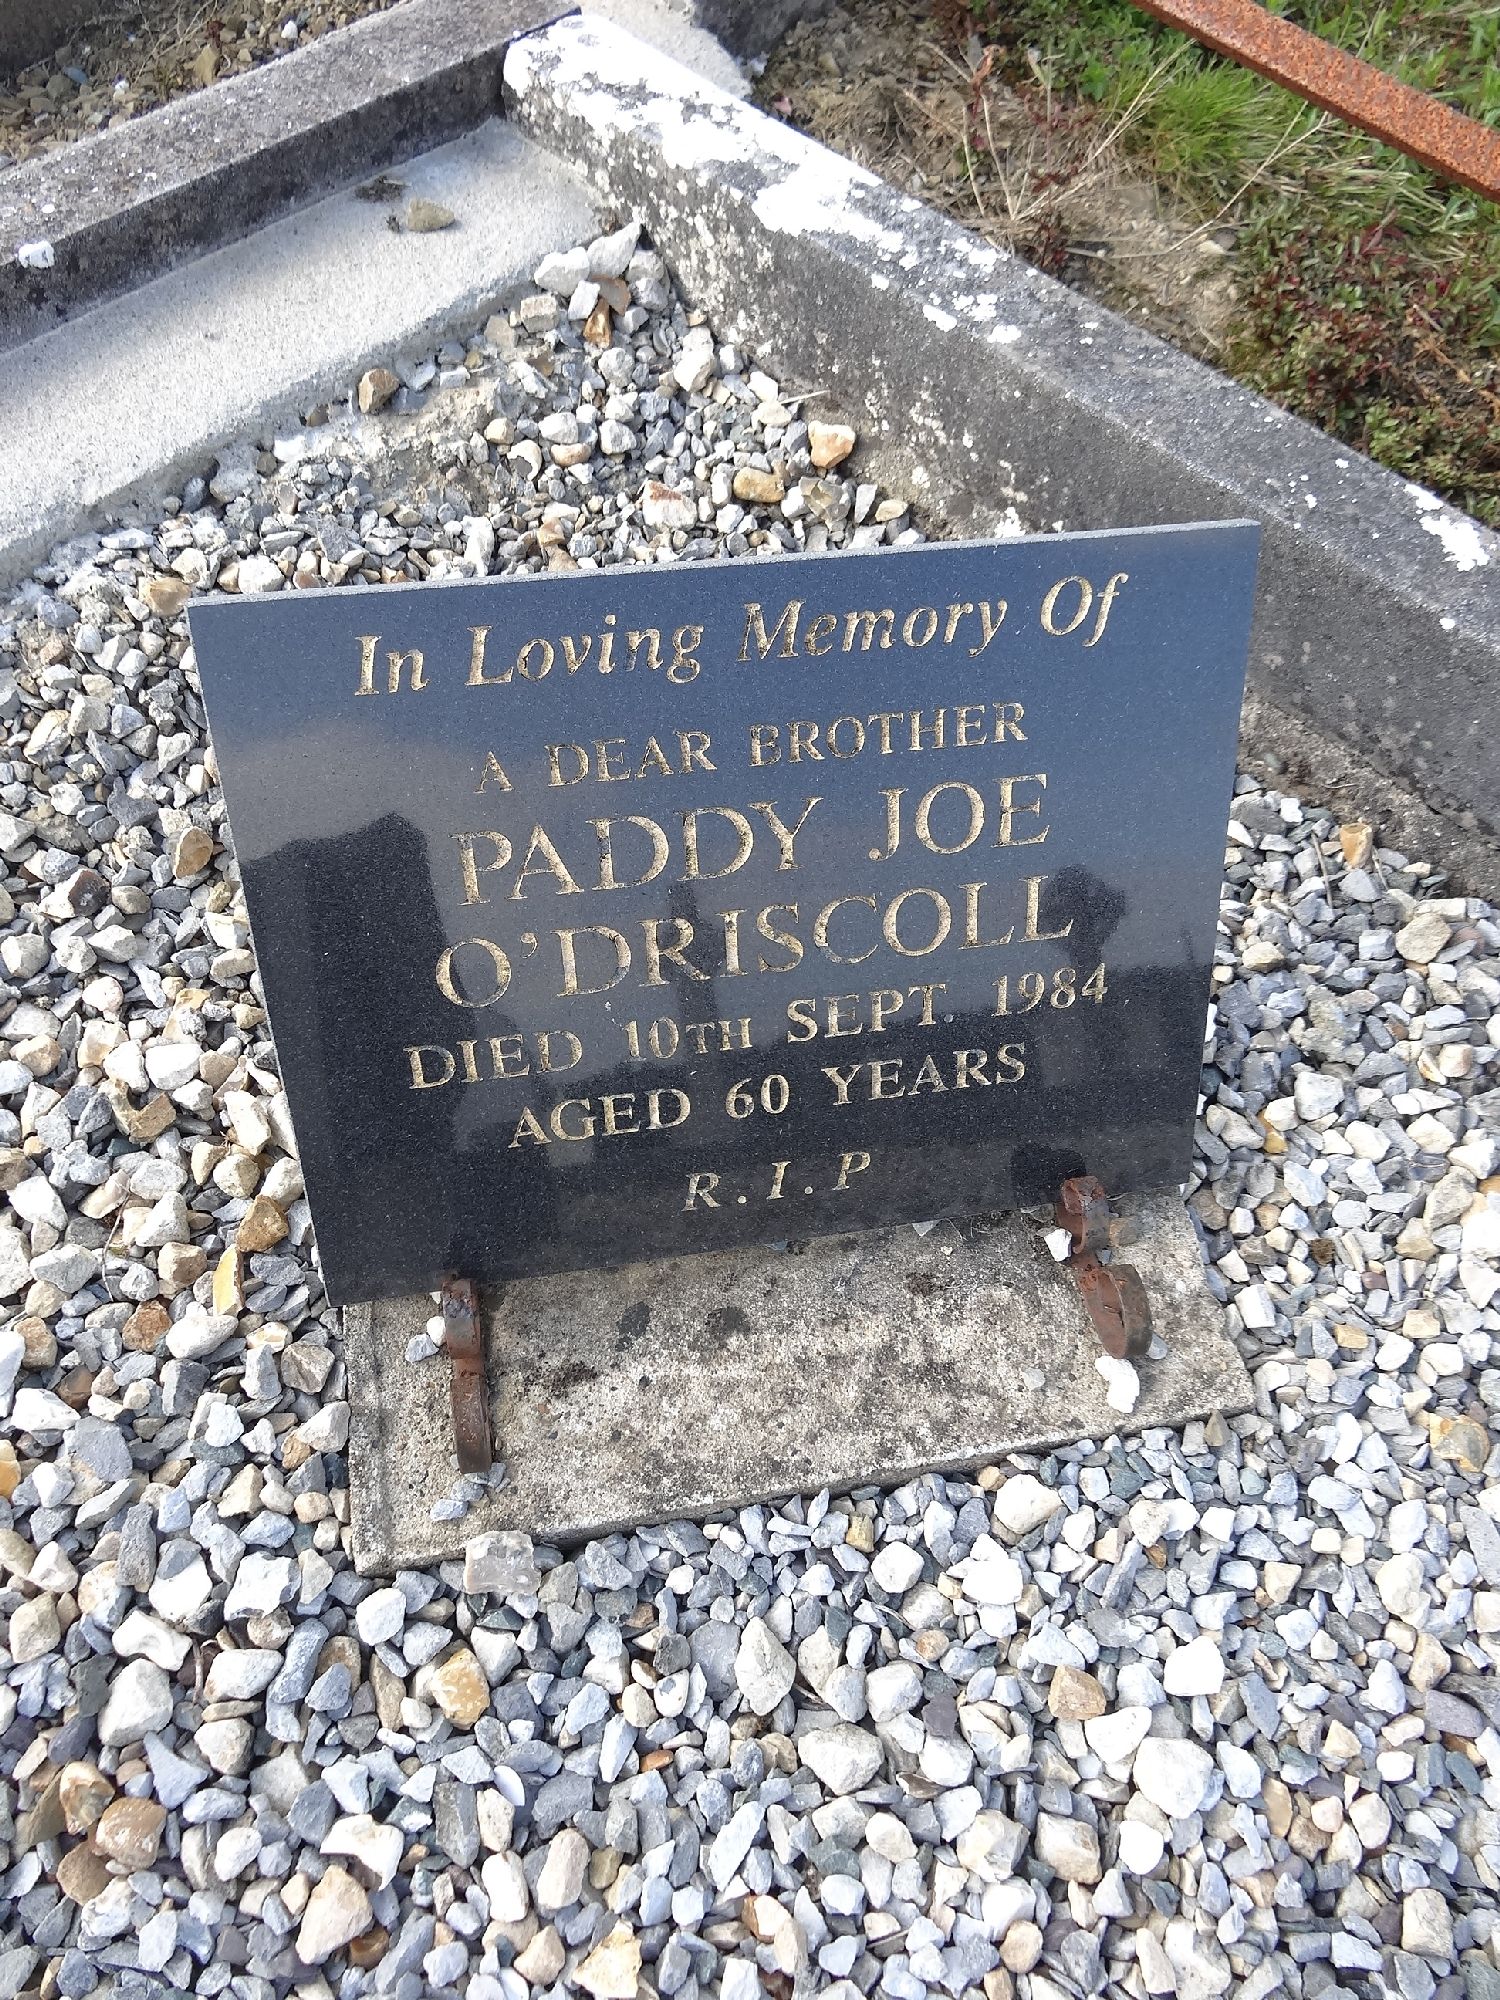 In Loving Memory Of
A DEAR BROTHER
PADDY JOE
O'DRISCOLL
DIED 10TH SEPT. 1984
AGED 60 YEARS
R.I.P